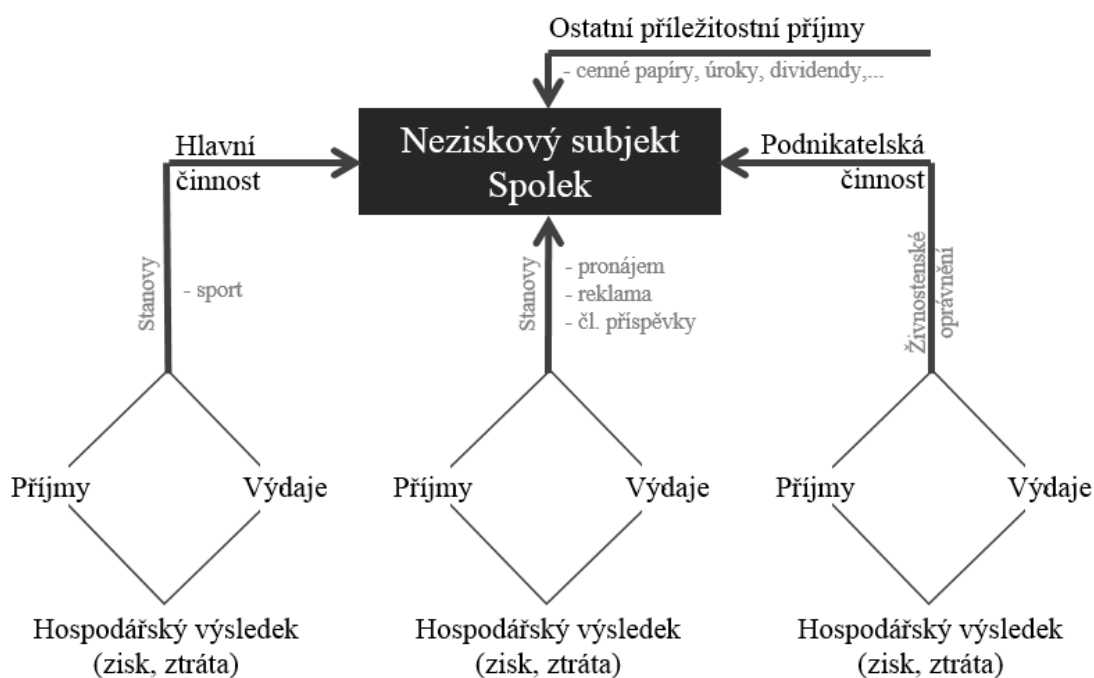 Ostatní příležitostní příjmy
- cenné papíry, úroky, dividendy,...
Neziskový subjekt
Spolek
Hlavní
činnost
Podnikatelská
činnost
Stanovy
- sport
Stanovy
- pronájem
- reklama
- čl. příspěvky
Živnostenské
oprávnění
Příjmy
Výdaje
Příjmy
Výdaje
Příjmy
Výdaje
Hospodářský výsledek
(zisk, ztráta)
Hospodářský výsledek
(zisk, ztráta)
Hospodářský výsledek
(zisk, ztráta)